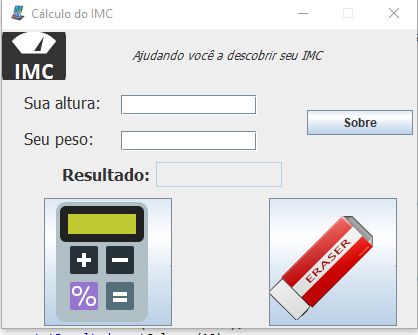 Cálculo do IMC
IMC
Ajudando você a descobrir seu IMC
Sua altura:
Sobre
Seu peso:
Resultado:
+ −
% =
ERASER